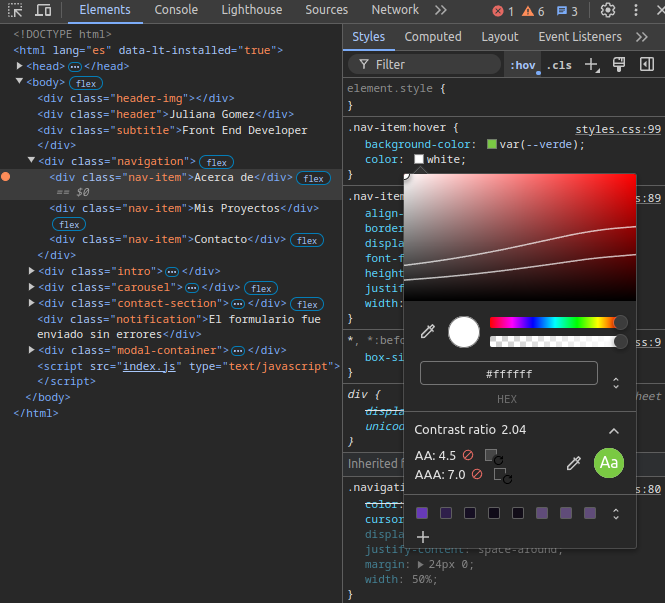 Elements Console Lighthouse Sources Network 1 6 3
<!DOCTYPE html>
<html lang="es" data-lt-installed="true">
<head> </head>
<body> flex
<div class="header-img"></div>
<div class="header">Juliana Gomez</div>
<div class="subtitle">Front End Developer
</div>
<div class="navigation"> flex
<div class="nav-item">Acerca de</div> flex
== $0
<div class="nav-item">Mis Proyectos</div>
flex
<div class="nav-item">Contacto</div> flex
</div>
<div class="intro"> </div>
<div class="carousel"> </div> flex
<div class="contact-section"> </div> flex
<div class="notification">El formulario fue
enviado sin errores</div>
<div class="modal-container"> </div>
<script src="index.js" type="text/javascript">
</script>
</body>
</html>
Styles Computed Layout Event Listeners
Filter :hov .cls
element.style {
}
.nav-item:hover { styles.css:99
background-color: var(--verde);
color: white;
}
.nav-item s:89
align-
border
displa
font-f
height
justif
width:
}
*, *:befo s:9
box-si
}
div { heet
displa
unicod
}
Inherited f
.navigati s:80
color:
cursor
displa
justify-content: space-around;
margin: 24px 0;
width: 50%;
}
#ffffff
HEX
Contrast ratio 2.04
AA: 4.5
AAA: 7.0
Aa